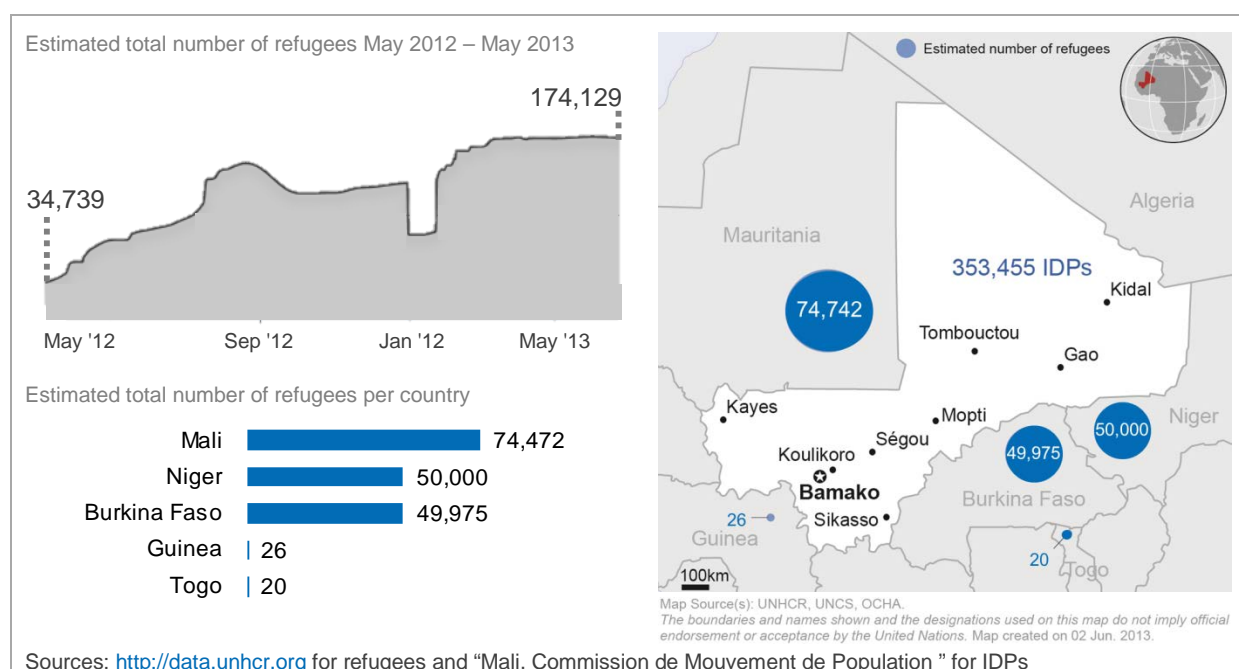 Estimated total number of refugees May 2012 – May 2013
174,129
34,739
May '12
Sep '12
Jan '12
May '13
Estimated total number of refugees per country
Mali 74,472
Niger 50,000
Burkina Faso 49,975
Guinea 26
Togo 20
Estimated number of refugees
Algeria
Mauritania
353,455 IDPs
Kidal
74,742
Tombouctou
Gao
Kayes
Mopti
Niger
50,000
Ségou
49,975
Koulikoro
Bamako
Burkina Faso
Sikasso
26
Guinea
20
Togo
100km
Map Source(s): UNHCR, UNCS, OCHA.
The boundaries and names shown and the designations used on this map do not imply official
endorsement or acceptance by the United Nations. Map created on 02 Jun. 2013.
Sources: http://data.unhcr.org for refugees and “Mali, Commission de Mouvement de Population ” for IDPs